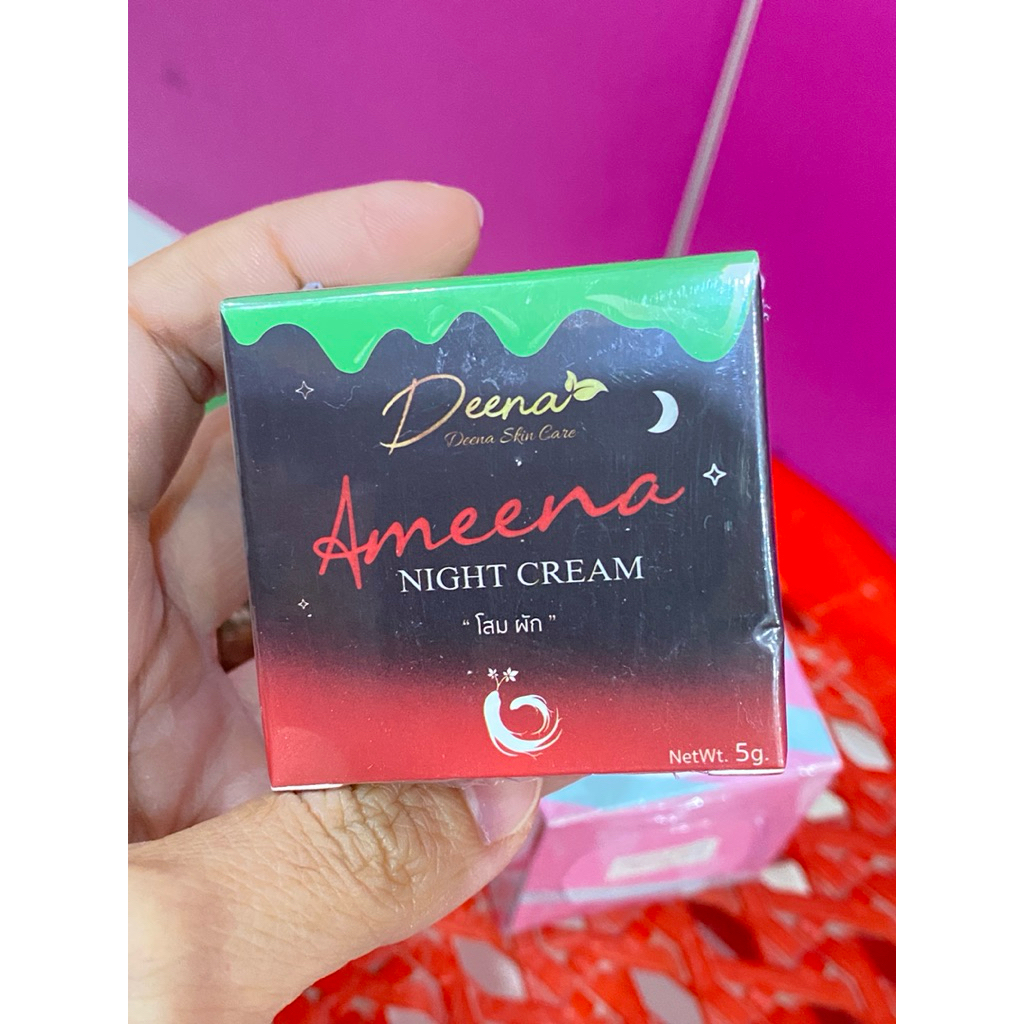 Deena
Deena Skin Care
Ameena
NIGHT CREAM
“ โสม ผัก ”
NetWt. 5g.